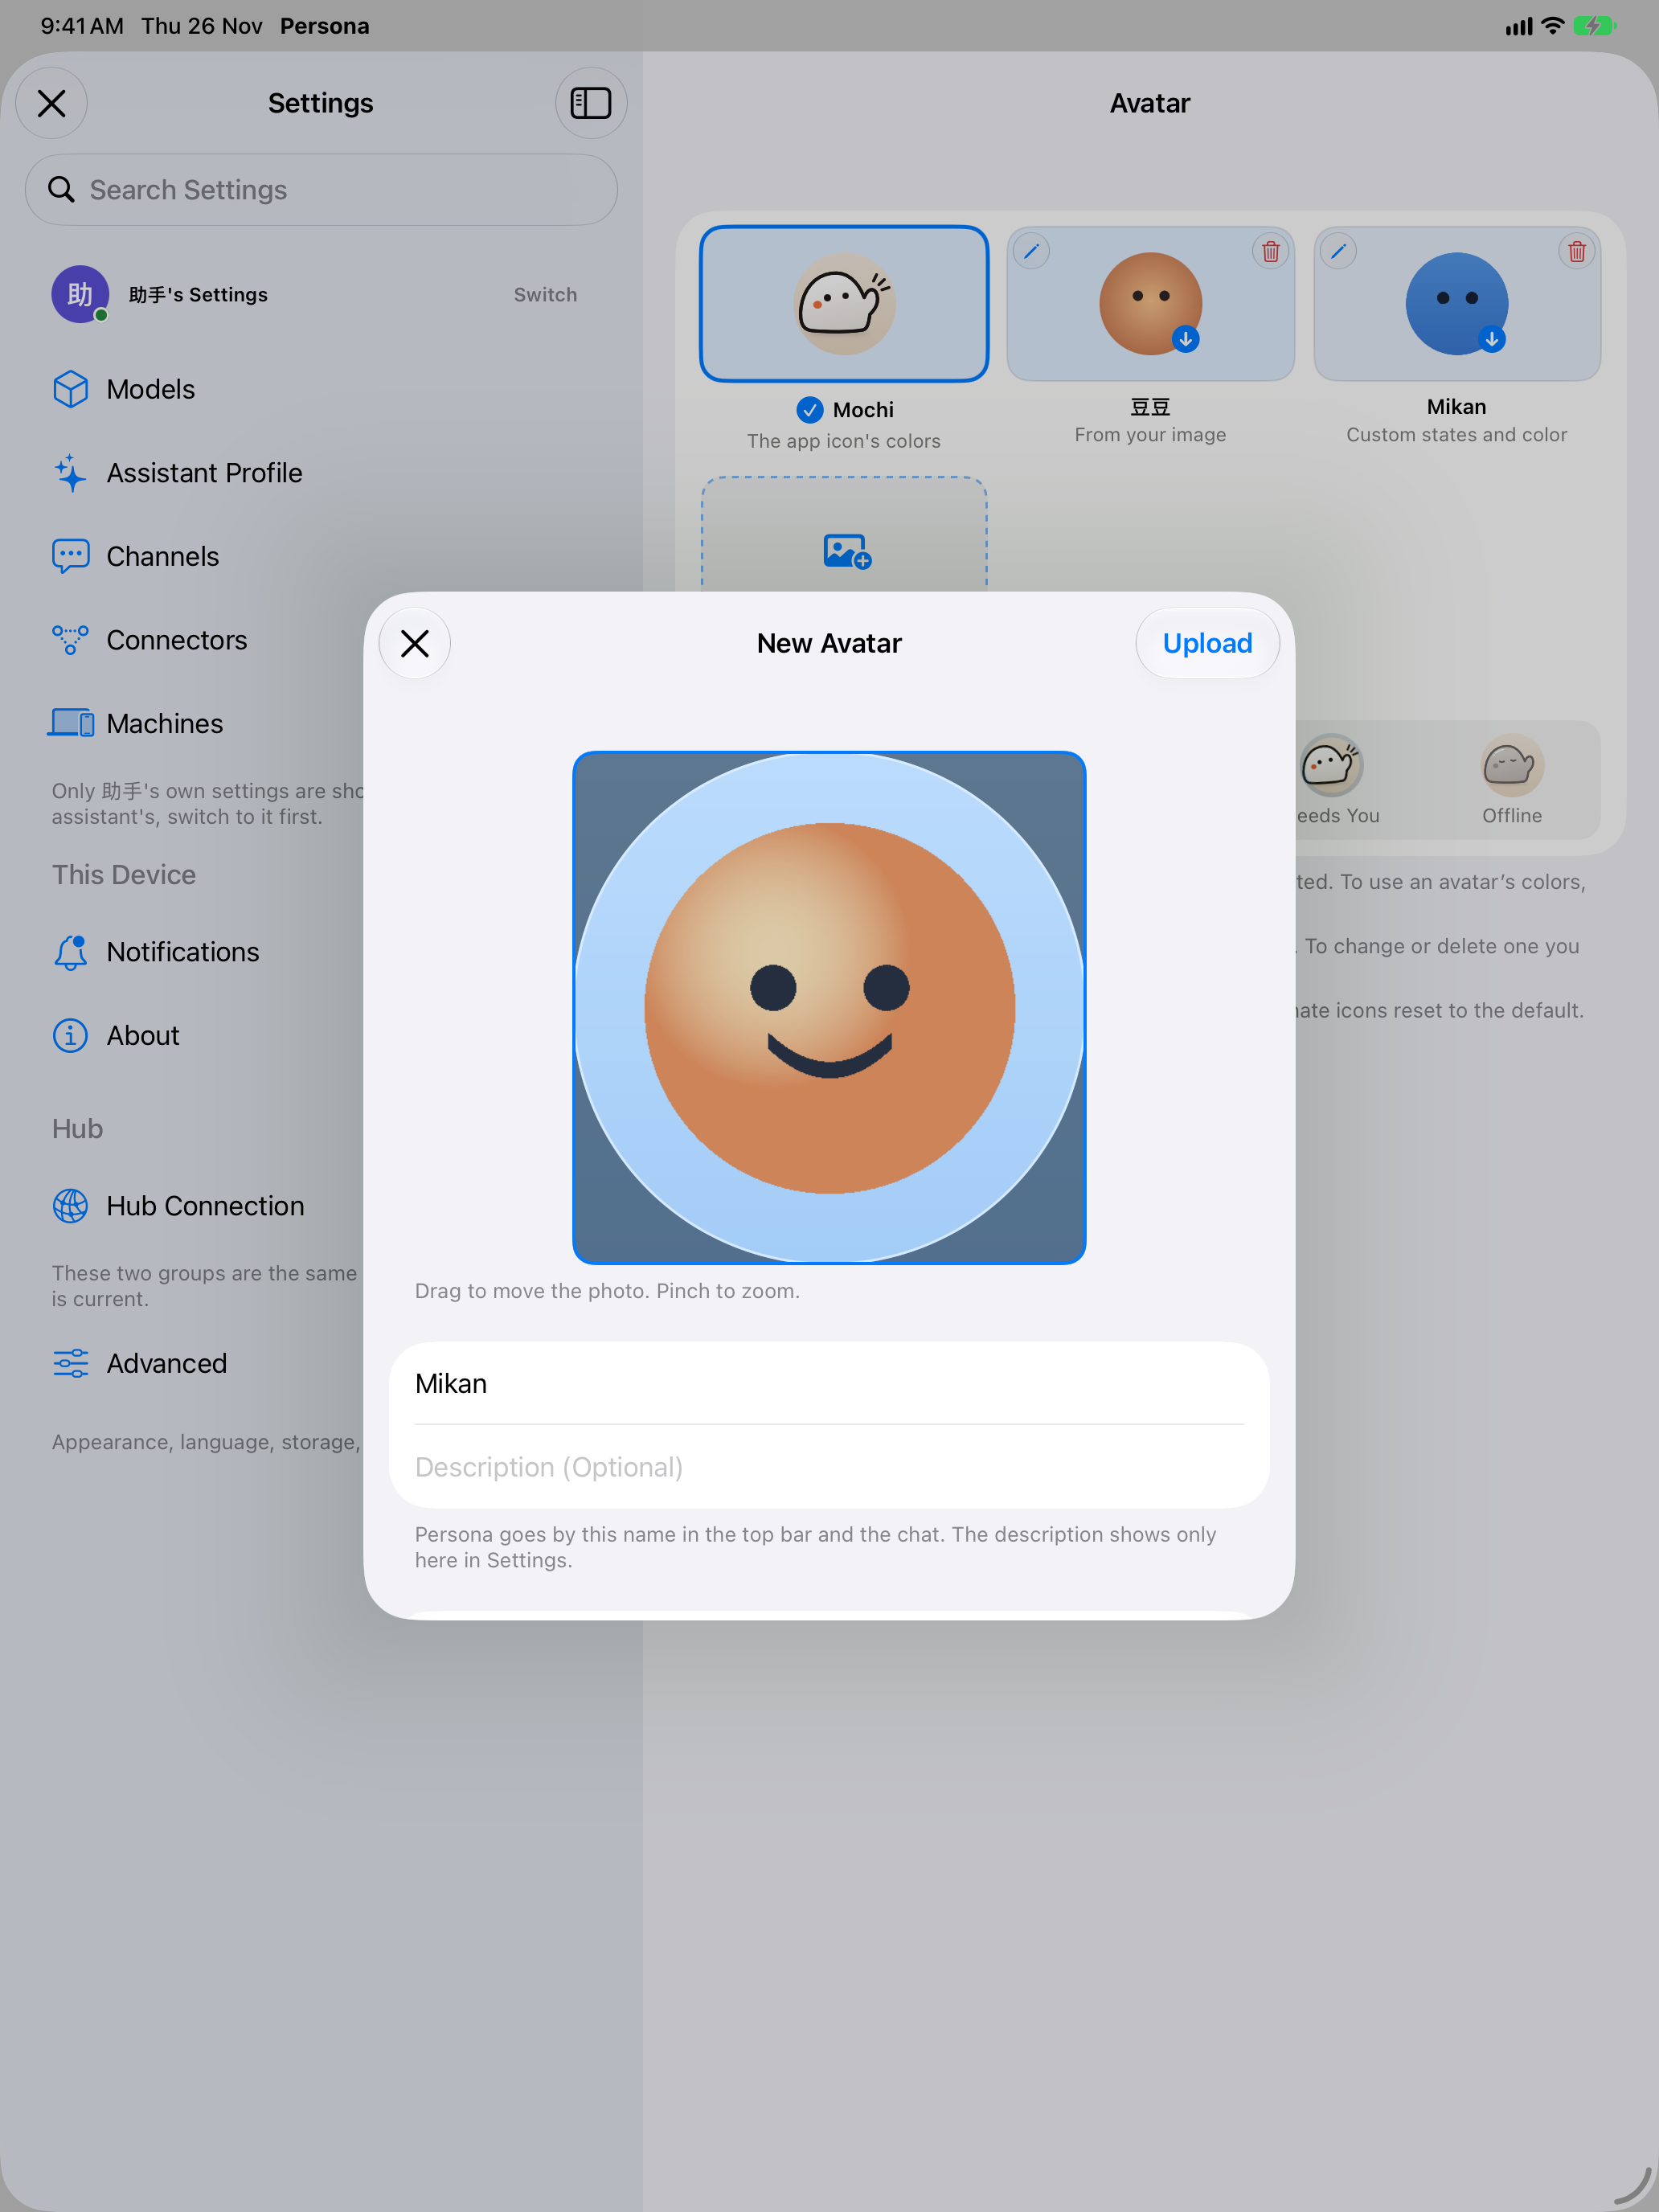 9:41 AM Thu 26 Nov Persona
Settings
Search Settings
助 助手's Settings Switch
Models
Assistant Profile
Channels
Connectors
Machines
Only 助手's own settings are
assistant's, switch to it first.
This Device
Notifications
About
Hub
Hub Connection
These two groups are the same
is current.
Advanced
Appearance, language, storage,
Avatar
Mochi
The app icon's colors
豆豆
From your image
Mikan
Custom states and color
You
Offline
To use an avatar’s colors,
To change or delete one you
icons reset to the default.
New Avatar
Upload
Drag to move the photo. Pinch to zoom.
Mikan
Description (Optional)
Persona goes by this name in the top bar and the chat. The description shows only
here in Settings.